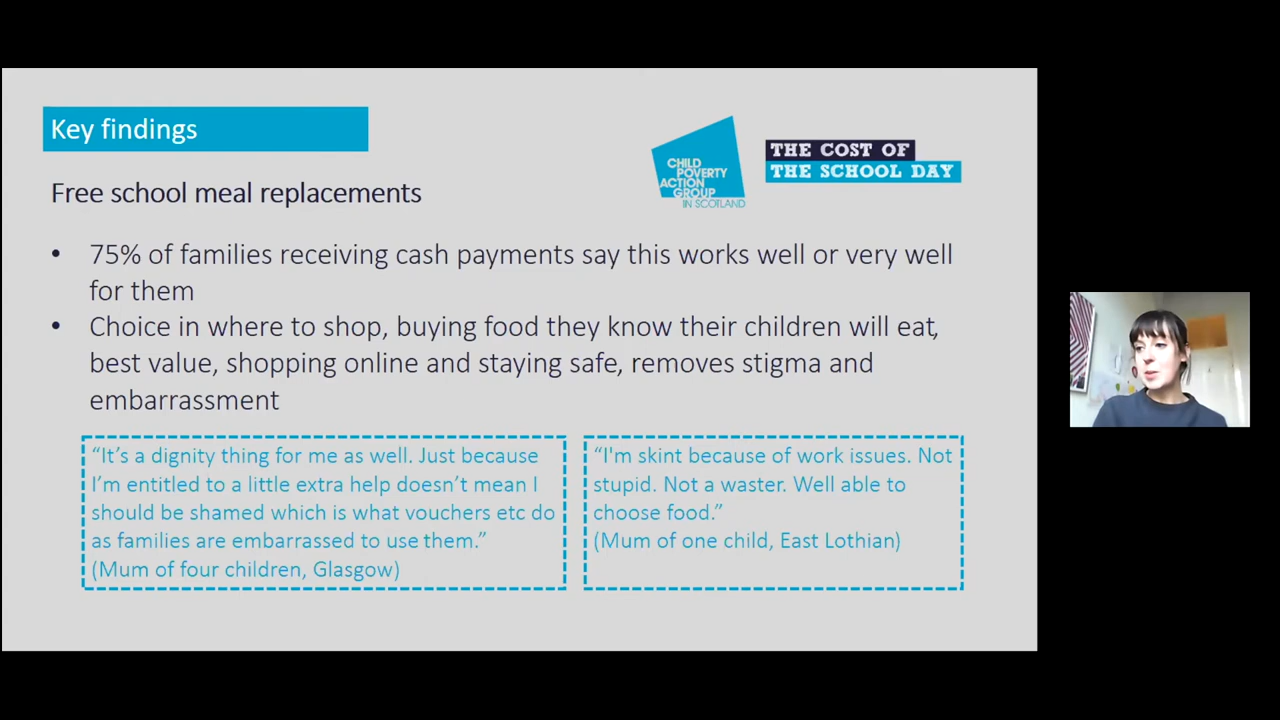 Key findings
CHILD
POVERTY
ACTION
GROUP
IN SCOTLAND
THE COST OF
THE SCHOOL DAY
Free school meal replacements
• 75% of families receiving cash payments say this works well or very well
for them
• Choice in where to shop, buying food they know their children will eat,
best value, shopping online and staying safe, removes stigma and
embarrassment
“It’s a dignity thing for me as well. Just because
I’m entitled to a little extra help doesn’t mean I
should be shamed which is what vouchers etc do
as families are embarrassed to use them.”
(Mum of four children, Glasgow)
“I'm skint because of work issues. Not
stupid. Not a waster. Well able to
choose food.”
(Mum of one child, East Lothian)